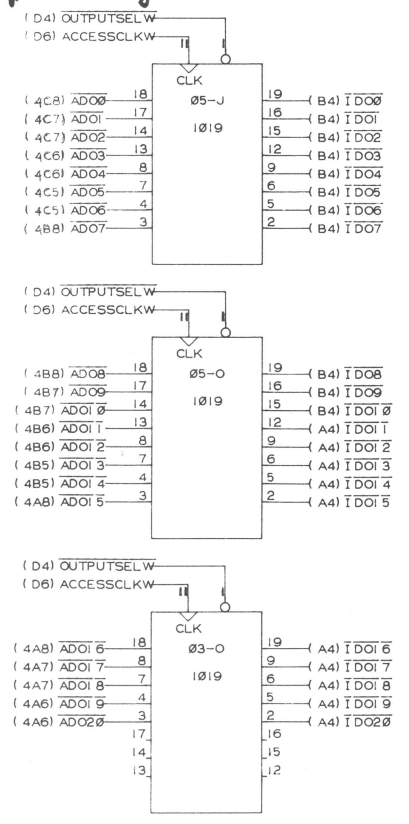 ( D4) OUTPUTSELW
( D6) ACCESSCLKW
11 1
CLK
( 4C8) ADOØ 18 Ø5-J 19 ( B4) IDOØ
( 4C7) ADO1 17 16 ( B4) IDO1
( 4C7) ADO2 14 1Ø19 15 ( B4) IDO2
( 4C6) ADO3 13 12 ( B4) IDO3
( 4C6) ADO4 8 9 ( B4) IDO4
( 4C5) ADO5 7 6 ( B4) IDO5
( 4C5) ADO6 4 5 ( B4) IDO6
( 4B8) ADO7 3 2 ( B4) IDO7
( D4) OUTPUTSELW
( D6) ACCESSCLKW
11 1
CLK
( 4B8) ADO8 18 Ø5-O 19 ( B4) IDO8
( 4B7) ADO9 17 16 ( B4) IDO9
( 4B7) ADO1Ø 14 1Ø19 15 ( B4) IDO1Ø
( 4B6) ADO11 13 12 ( A4) IDO11
( 4B6) ADO12 8 9 ( A4) IDO12
( 4B5) ADO13 7 6 ( A4) IDO13
( 4B5) ADO14 4 5 ( A4) IDO14
( 4A8) ADO15 3 2 ( A4) IDO15
( D4) OUTPUTSELW
( D6) ACCESSCLKW
11 1
CLK
( 4A8) ADO16 18 Ø3-O 19 ( A4) IDO16
( 4A7) ADO17 8 9 ( A4) IDO17
( 4A7) ADO18 7 1Ø19 6 ( A4) IDO18
( 4A6) ADO19 4 5 ( A4) IDO19
( 4A6) ADO2Ø 3 2 ( A4) IDO2Ø
17 16
14 15
13 12